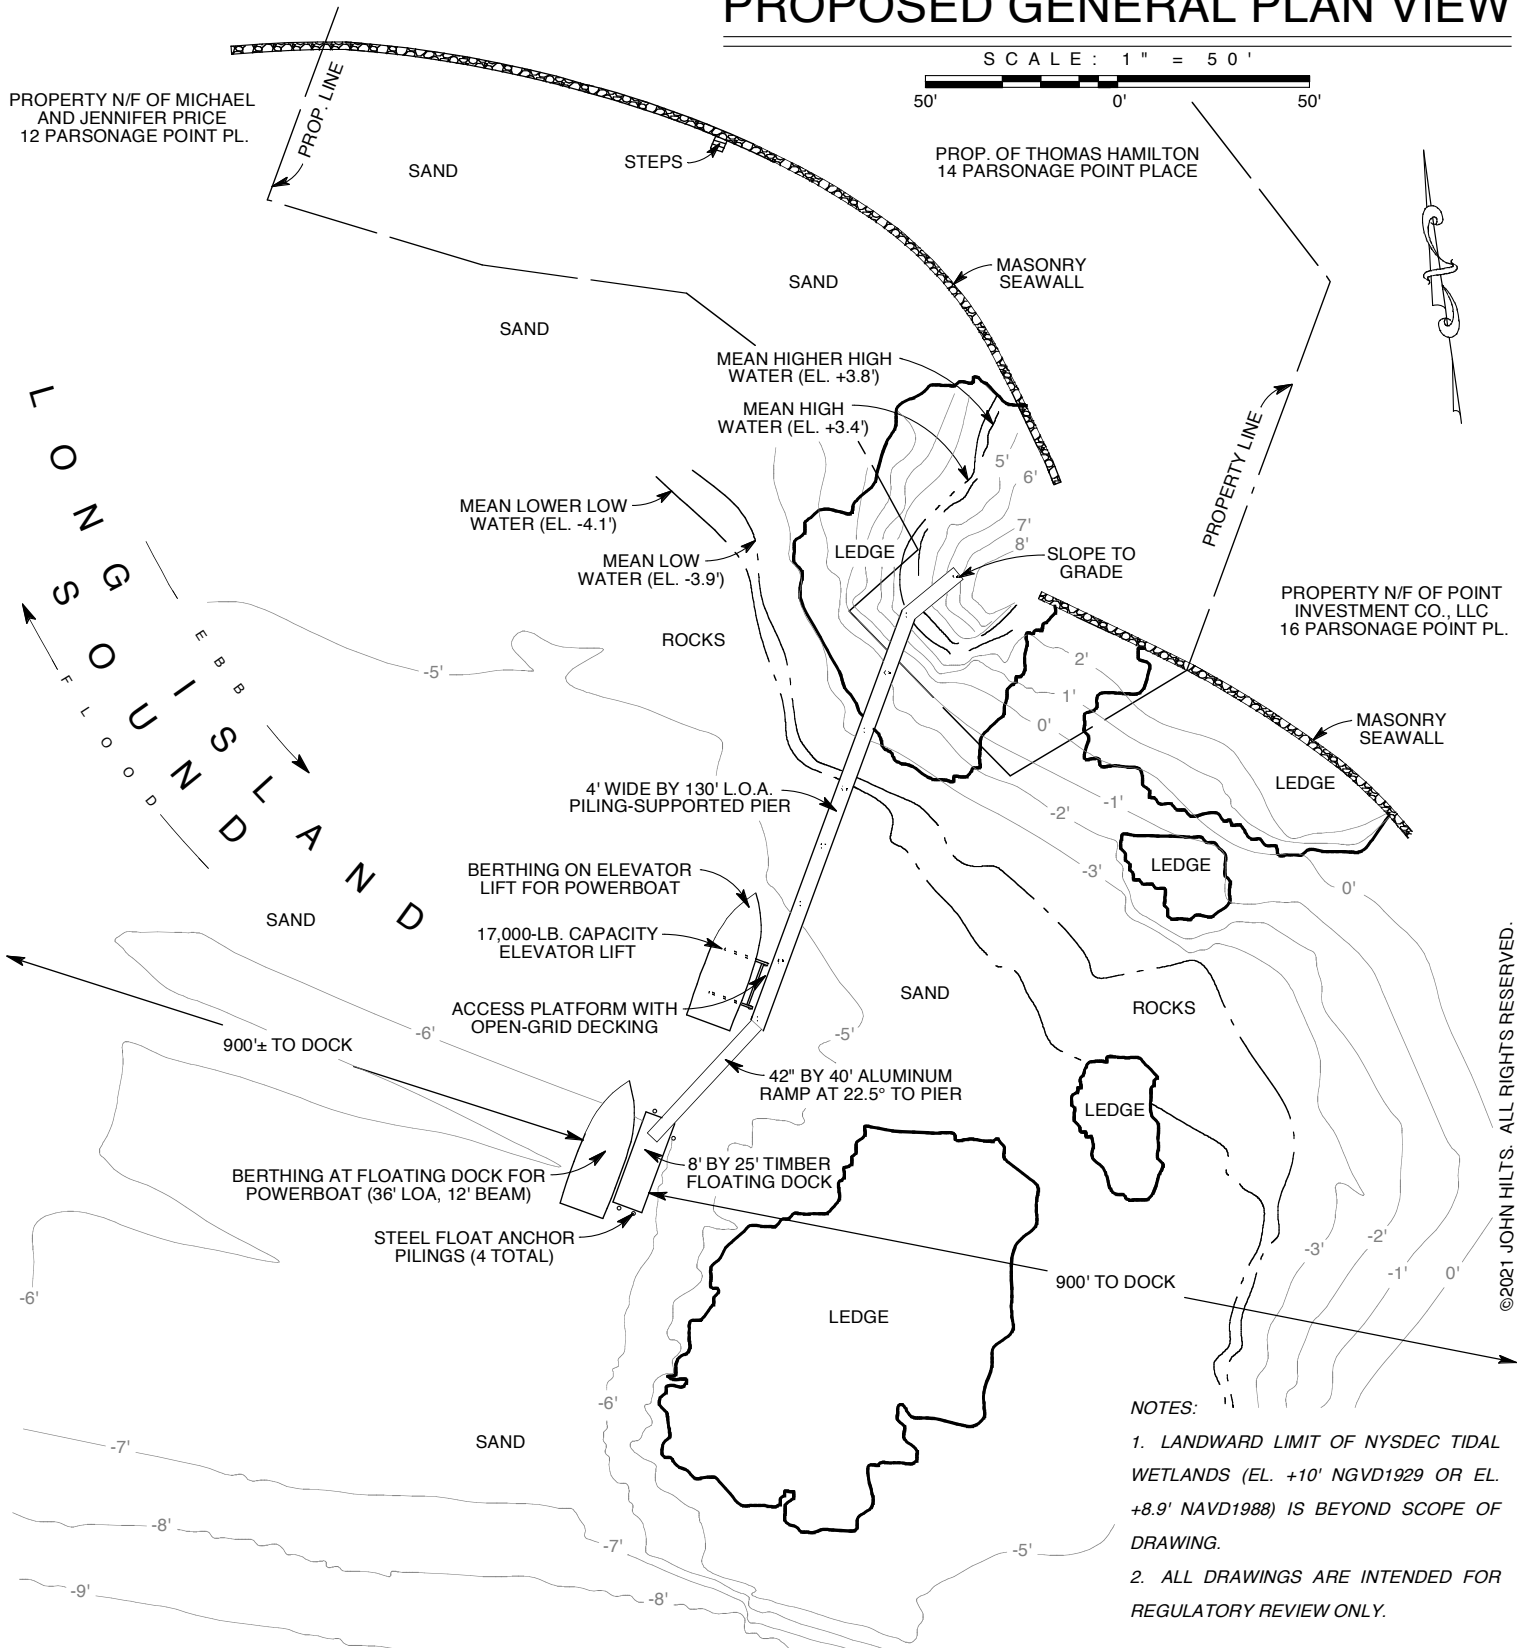 PROPOSED GENERAL PLAN VIEW
SCALE: 1" = 50'
50' 0' 50'
PROPERTY N/F OF MICHAEL
AND JENNIFER PRICE
12 PARSONAGE POINT PL.
PROP. LINE
SAND
STEPS
PROP. OF THOMAS HAMILTON
14 PARSONAGE POINT PLACE
MASONRY
SEAWALL
SAND
SAND
MEAN HIGHER HIGH
WATER (EL. +3.8')
MEAN HIGH
WATER (EL. +3.4')
5'
6'
7'
8'
PROPERTY LINE
MEAN LOWER LOW
WATER (EL. -4.1')
MEAN LOW
WATER (EL. -3.9')
LEDGE
SLOPE TO
GRADE
PROPERTY N/F OF POINT
INVESTMENT CO., LLC
16 PARSONAGE POINT PL.
LONG ISLAND
SOUND
EBB
FLOOD
ROCKS
-5'
2'
1'
0'
MASONRY
SEAWALL
LEDGE
4' WIDE BY 130' L.O.A.
PILING-SUPPORTED PIER
-1'
-2'
-3'
LEDGE
0'
BERTHING ON ELEVATOR
LIFT FOR POWERBOAT
SAND
17,000-LB. CAPACITY
ELEVATOR LIFT
SAND
ROCKS
ACCESS PLATFORM WITH
OPEN-GRID DECKING
-6'
-5'
900'± TO DOCK
42" BY 40' ALUMINUM
RAMP AT 22.5° TO PIER
LEDGE
BERTHING AT FLOATING DOCK FOR
POWERBOAT (36' LOA, 12' BEAM)
8' BY 25' TIMBER
FLOATING DOCK
STEEL FLOAT ANCHOR
PILINGS (4 TOTAL)
-3'
-2'
-1'
0'
900' TO DOCK
-6'
LEDGE
-6'
SAND
-7'
-8'
-7'
-5'
-9'
-8'
NOTES:
1. LANDWARD LIMIT OF NYSDEC TIDAL
WETLANDS (EL. +10' NGVD1929 OR EL.
+8.9' NAVD1988) IS BEYOND SCOPE OF
DRAWING.
2. ALL DRAWINGS ARE INTENDED FOR
REGULATORY REVIEW ONLY.
©2021 JOHN HILTS. ALL RIGHTS RESERVED.